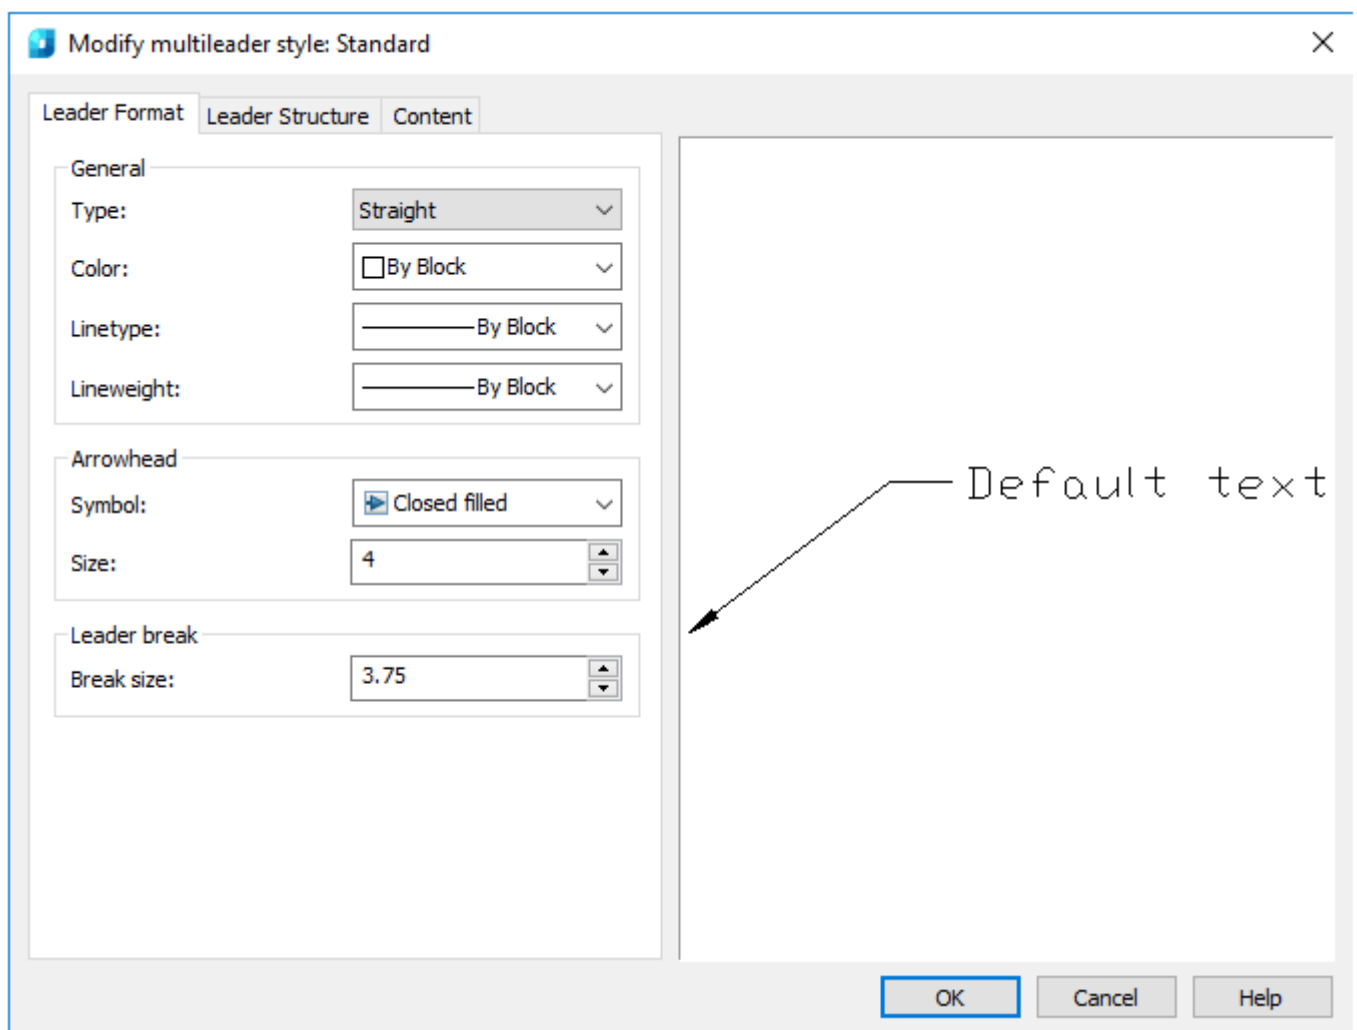 Modify multileader style: Standard
Leader Format Leader Structure Content
General
Type: Straight
Color: By Block
Linetype: By Block
Lineweight: By Block
Arrowhead
Symbol: Closed filled
Size: 4
Leader break
Break size: 3.75
Default text
OK Cancel Help